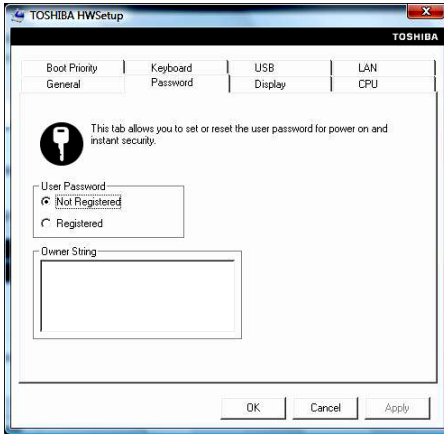 TOSHIBA HWSetup
TOSHIBA
Boot Priority Keyboard USB LAN
General Password Display CPU
This tab allows you to set or reset the user password for power on and
instant security.
User Password
Not Registered
Registered
Owner String
OK Cancel Apply